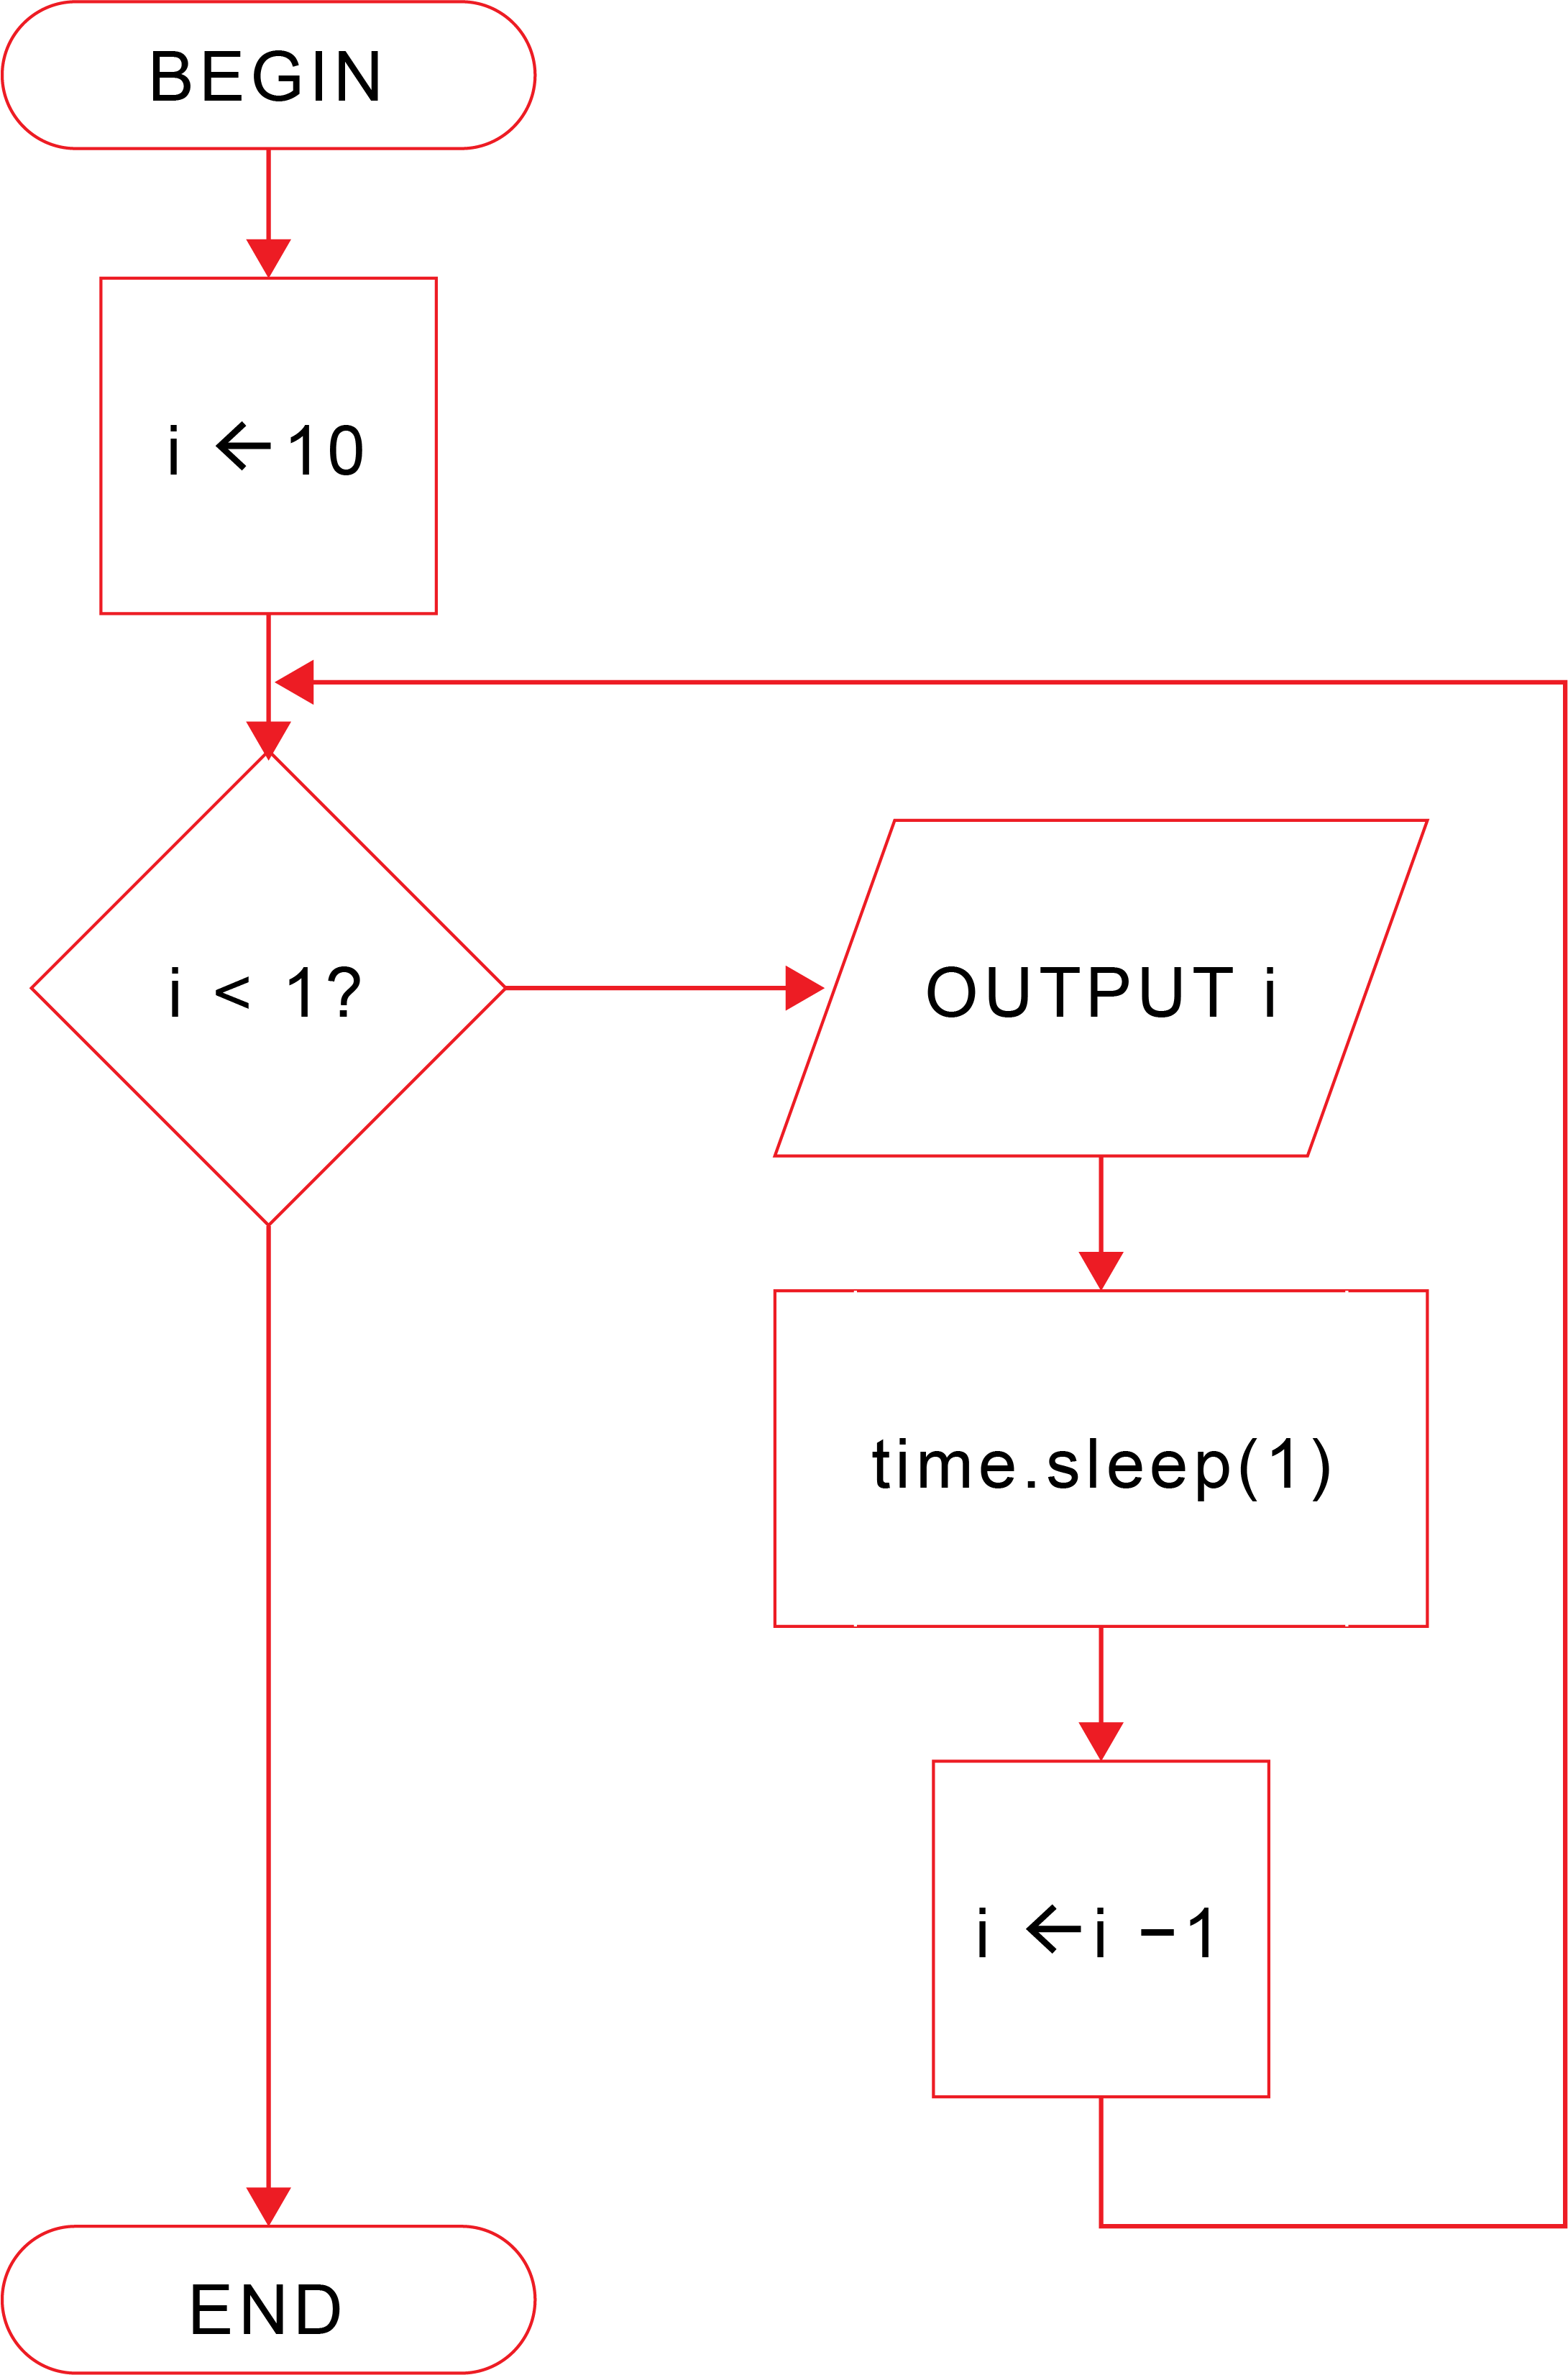 BEGIN
i ←10
i < 1?
OUTPUT i
time.sleep(1)
i ←i −1
END